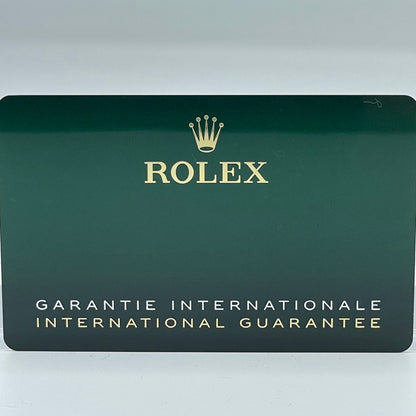 ROLEX
GARANTIE INTERNATIONALE
INTERNATIONAL GUARANTEE